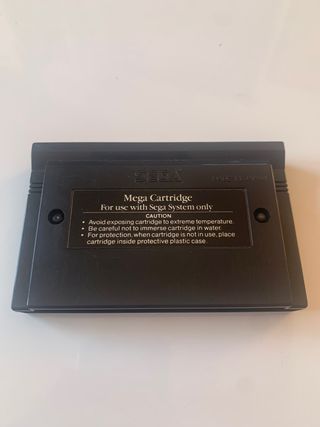 SEGA
Mega Cartridge
For use with Sega System only
CAUTION
• Avoid exposing cartridge to extreme temperature.
• Be careful not to immerse cartridge in water.
• For protection, when cartridge is not in use, place
cartridge inside protective plastic case.